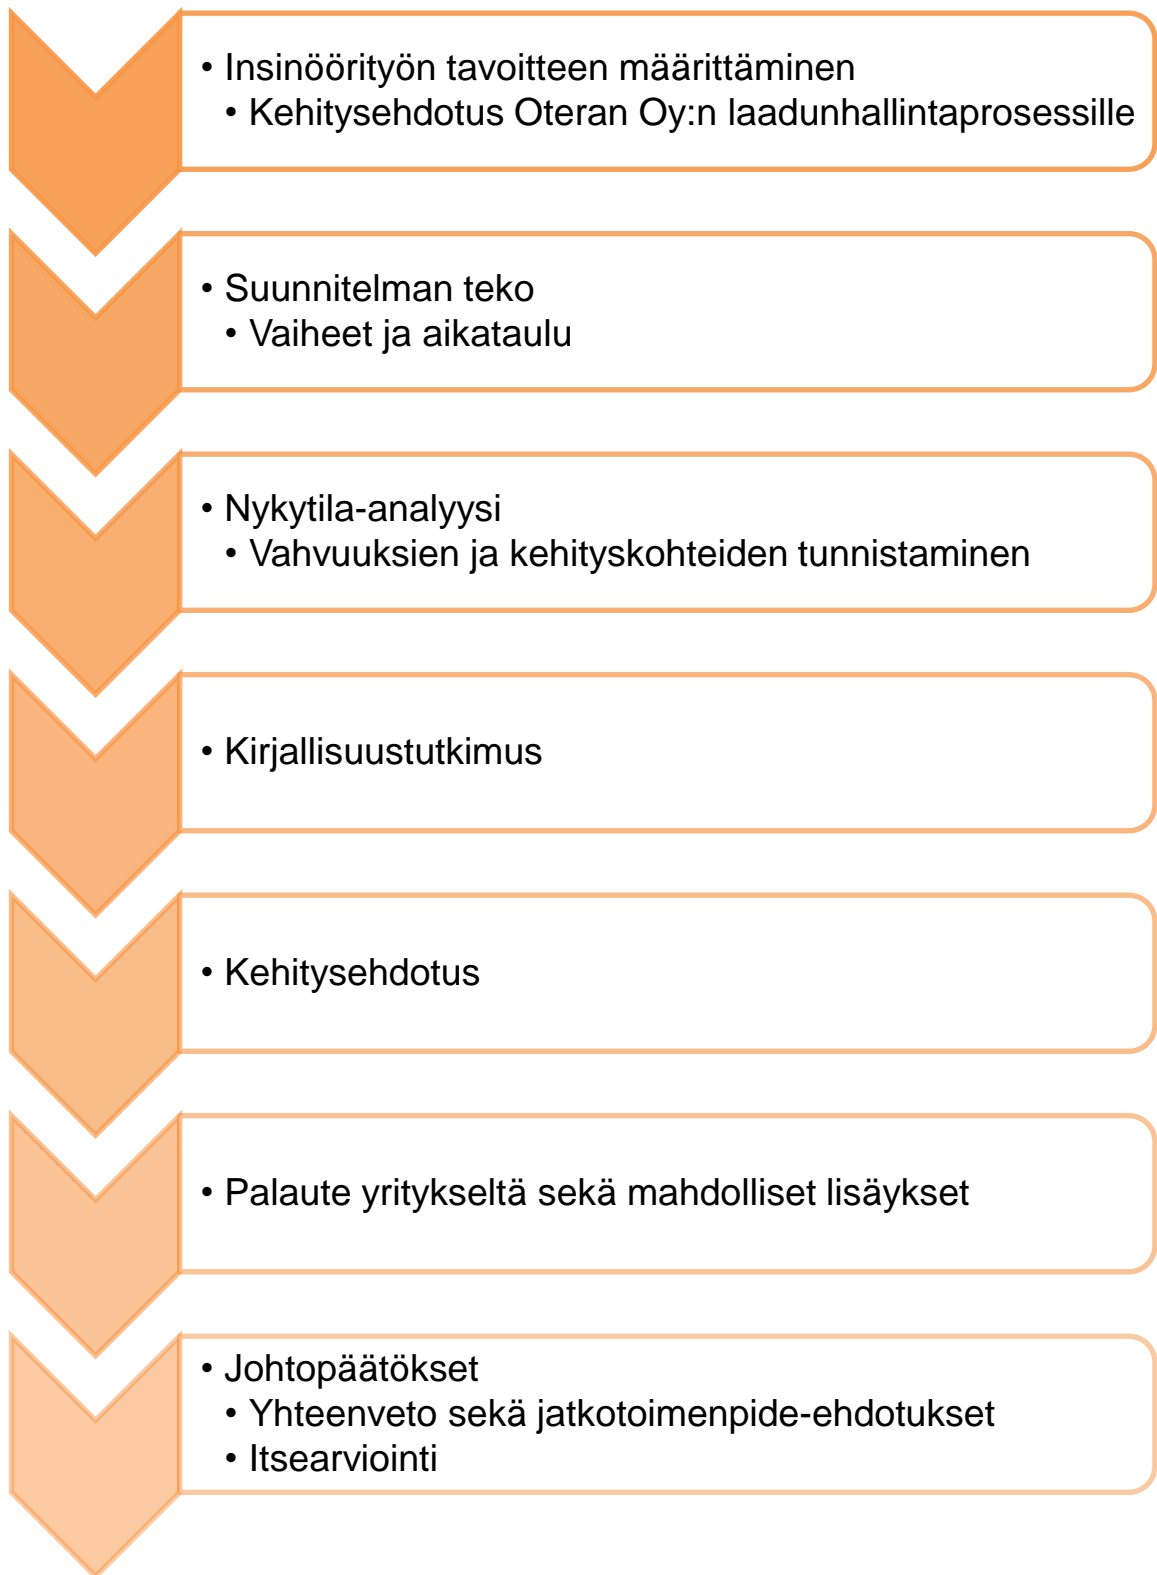 • Insinöörityön tavoitteen määrittäminen
• Kehitysehdotus Oteran Oy:n laadunhallintaprosessille
• Suunnitelman teko
• Vaiheet ja aikataulu
• Nykytila-analyysi
• Vahvuuksien ja kehityskohteiden tunnistaminen
• Kirjallisuustutkimus
• Kehitysehdotus
• Palaute yritykseltä sekä mahdolliset lisäykset
• Johtopäätökset
• Yhteenveto sekä jatkotoimenpide-ehdotukset
• Itsearviointi